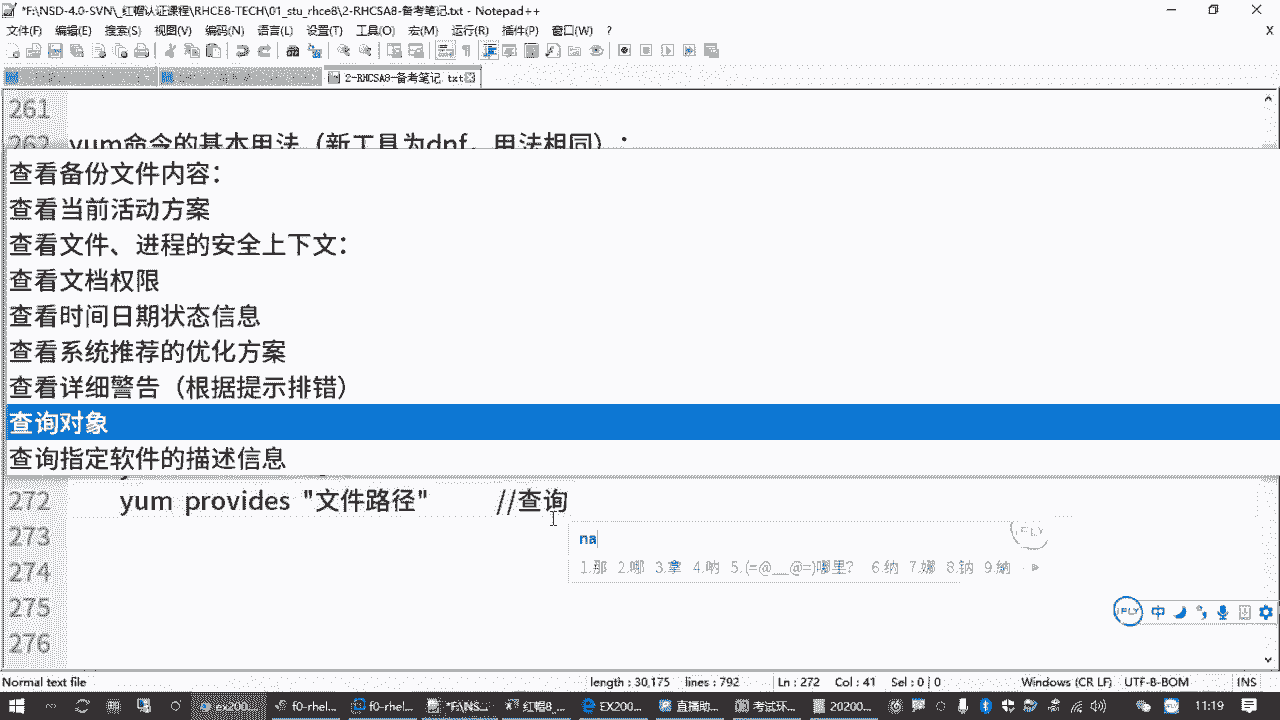 *F:\NSD-4.0-SVN\_红帽认证课程\RHCE8-TECH\01_stu_rhce8\2-RHCSA8-备考笔记.txt - Notepad++
文件(F) 编辑(E) 搜索(S) 视图(V) 编码(N) 语言(L) 设置(T) 工具(O) 宏(M) 运行(R) 插件(P) 窗口(W) ? X
2-RHCSA8-备考笔记.txt
261
262 yum命令的基本用法（新工具为dnf，用法相同）：
查看备份文件内容：
查看当前活动方案
查看文件、进程的安全上下文：
查看文档权限
查看时间日期状态信息
查看系统推荐的优化方案
查看详细警告（根据提示排错）
查询对象
查询指定软件的描述信息
272 yum provides "文件路径" //查询
273
na
1.那 2.哪 3.拿 4.呐 5.(=@__@=)哪里? 6.纳 7.娜 8.钠 9.納
274
275
iFLY 中
276
Normal text file length : 30,175 lines : 792 Ln : 272 Col : 41 Sel : 0 | 0 Windows (CR LF) UTF-8-BOM INS
EX200... f0-rhel... f0-rhel... *F:\NS... 红帽8_... EX200... 直播助... 考试环... 20200... 11:19